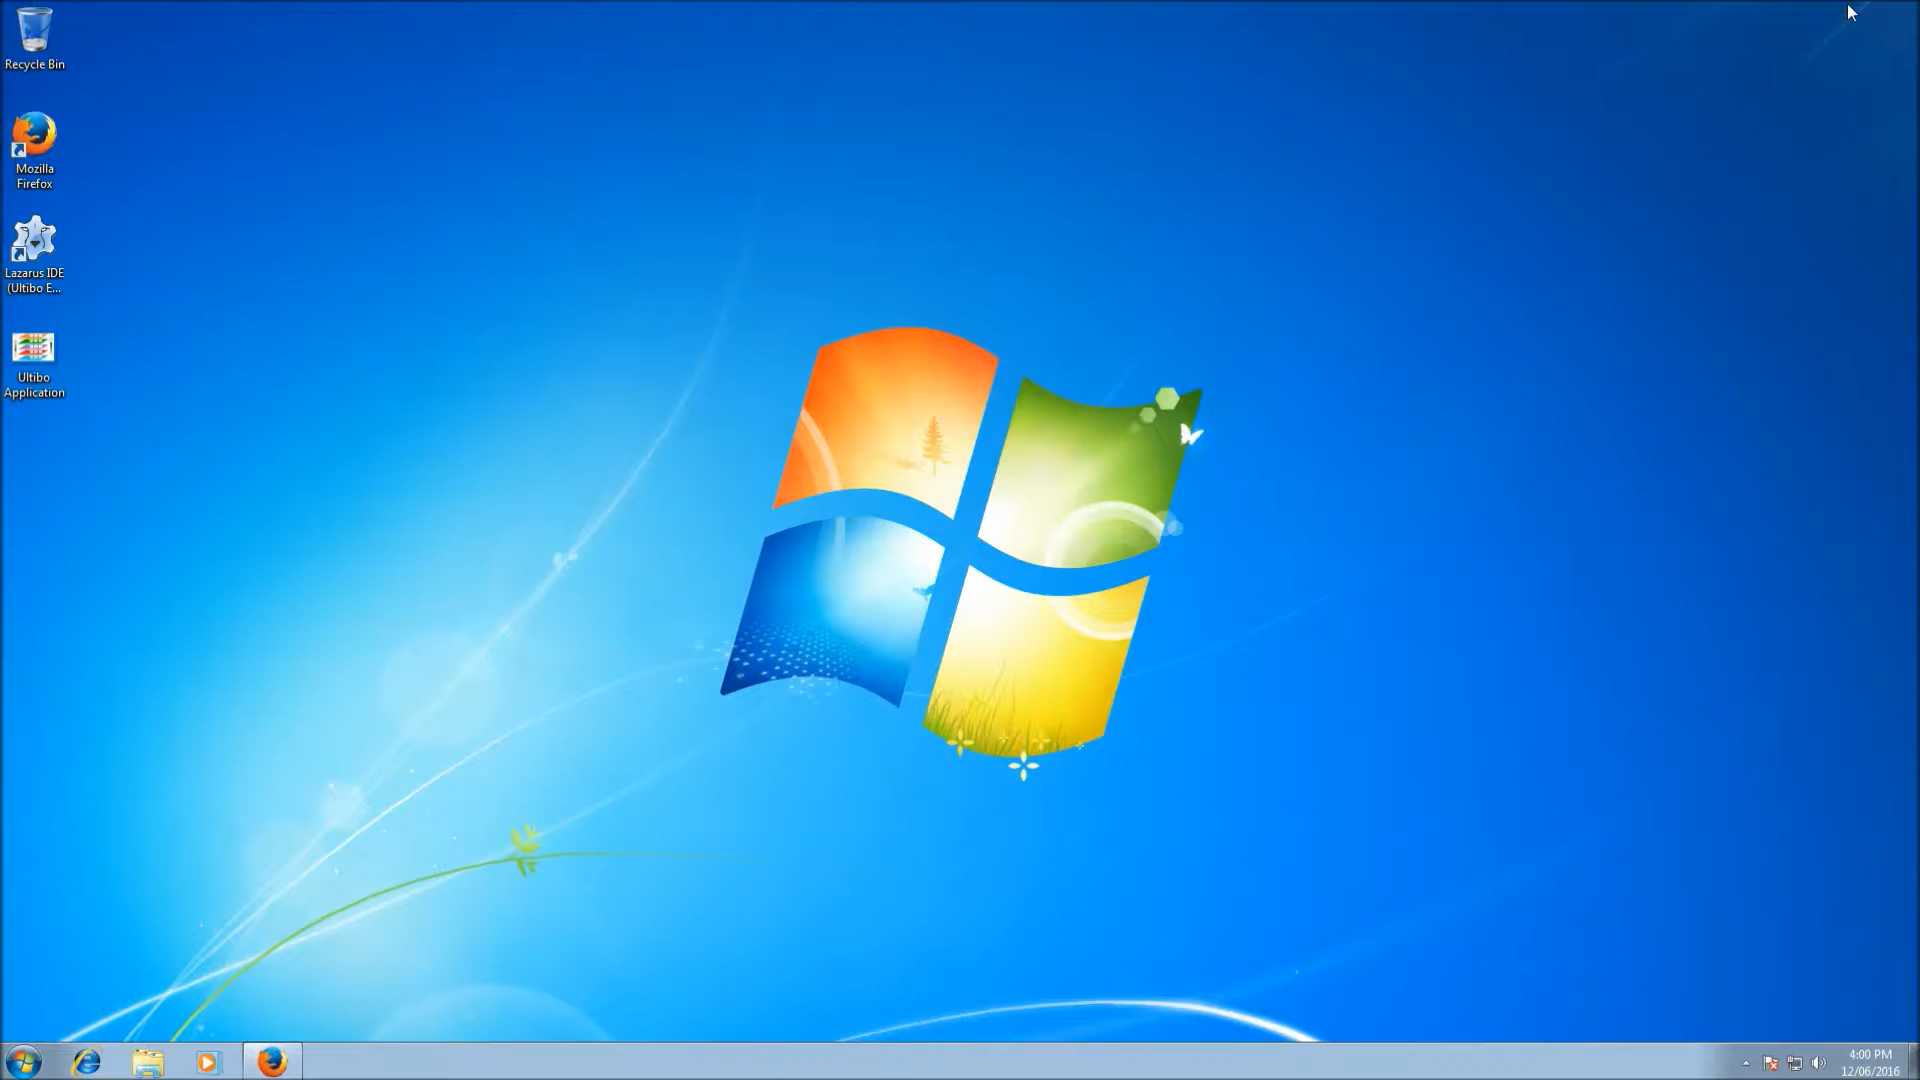 Recycle Bin
Mozilla
Firefox
Lazarus IDE
(Ultibo E...
Ultibo
Application
4:00 PM
12/06/2016